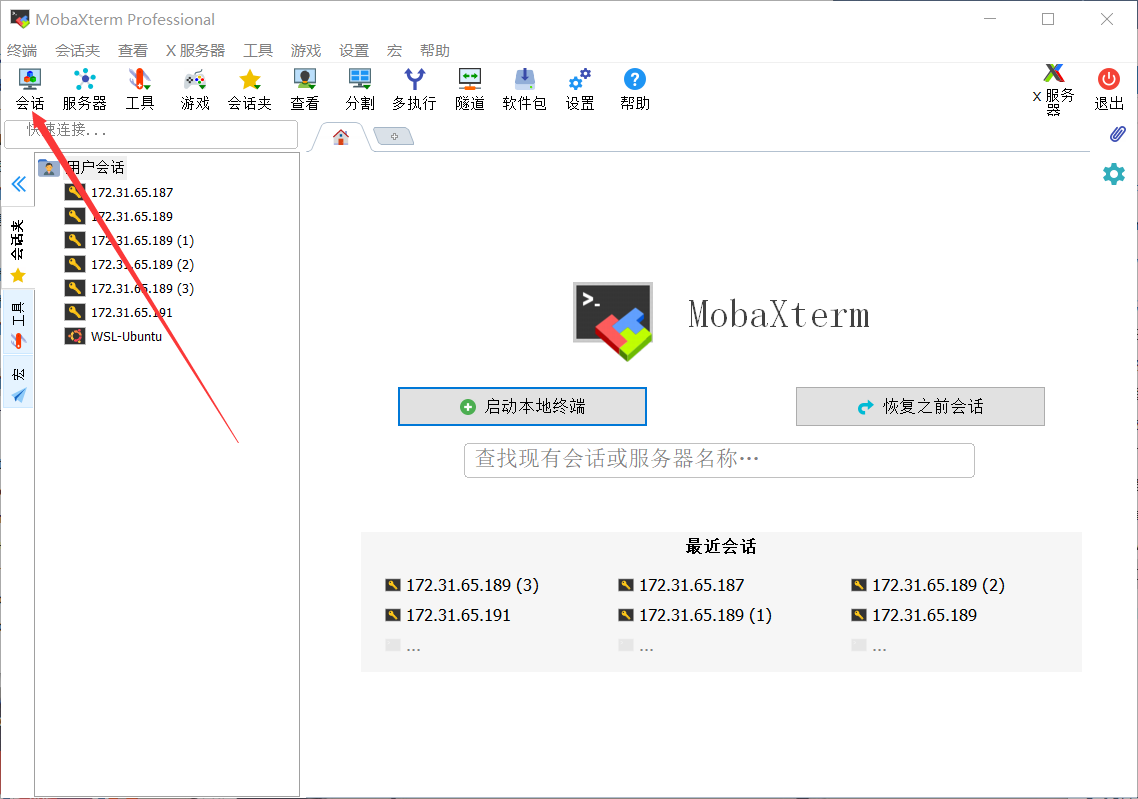 MobaXterm Professional
终端 会话夹 查看 X 服务器 工具 游戏 设置 宏 帮助
会话 服务器 工具 游戏 会话夹 查看 分割 多执行 隧道 软件包 设置 帮助 X 服务器 退出
快速连接...
用户会话
172.31.65.187
172.31.65.189
172.31.65.189 (1)
172.31.65.189 (2)
172.31.65.189 (3)
172.31.65.191
WSL-Ubuntu
会话夹
工具
宏
>_
MobaXterm
启动本地终端 恢复之前会话
查找现有会话或服务器名称…
最近会话
172.31.65.189 (3) 172.31.65.187 172.31.65.189 (2)
172.31.65.191 172.31.65.189 (1) 172.31.65.189
... ... ...